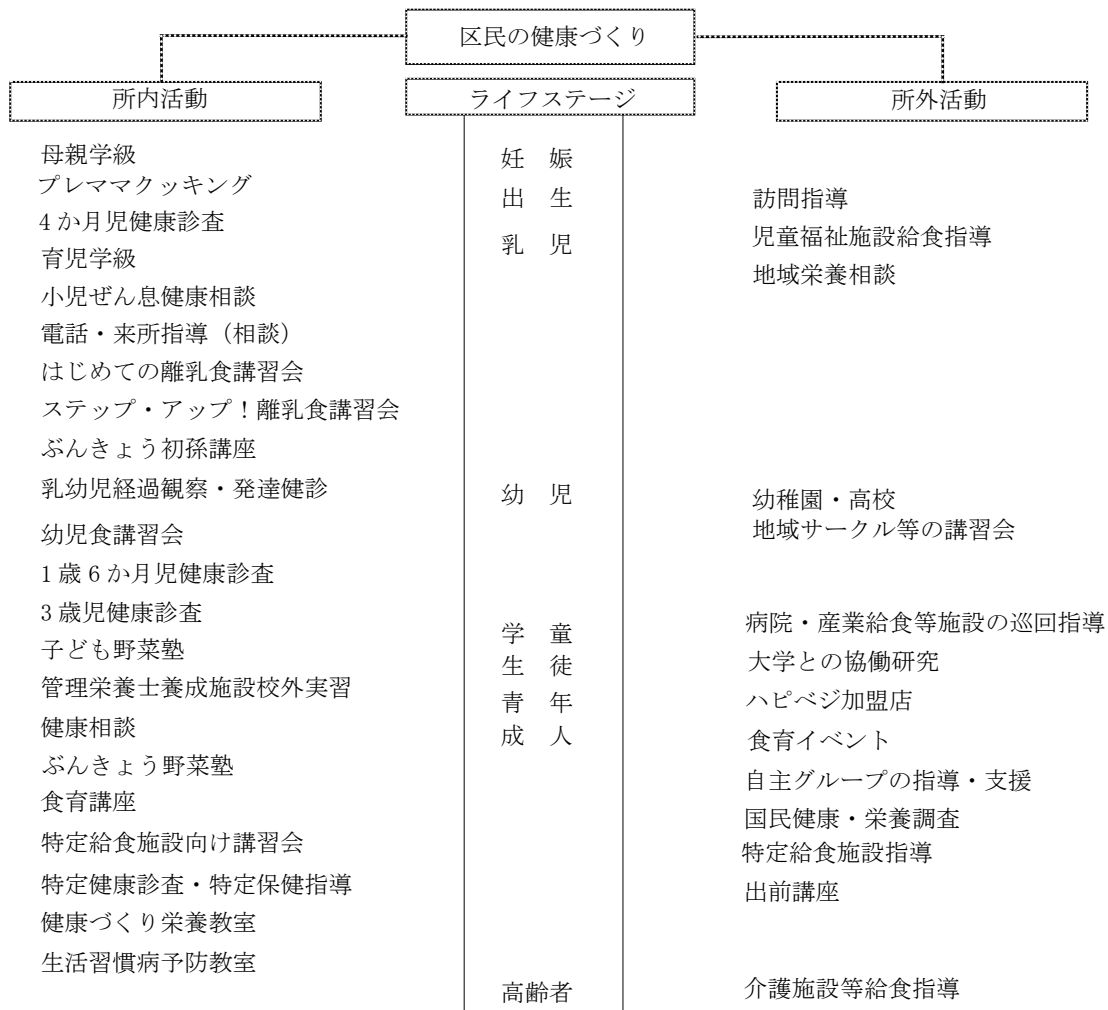 区民の健康づくり
所内活動
母親学級
プレママクッキング
4か月児健康診査
育児学級
小児ぜん息健康相談
電話・来所指導（相談）
はじめての離乳食講習会
ステップ・アップ！離乳食講習会
ぶんきょう初孫講座
乳幼児経過観察・発達健診
幼児食講習会
1歳6か月児健康診査
3歳児健康診査
子ども野菜塾
管理栄養士養成施設校外実習
健康相談
ぶんきょう野菜塾
食育講座
特定給食施設向け講習会
特定健康診査・特定保健指導
健康づくり栄養教室
生活習慣病予防教室
ライフステージ
妊　娠
出　生
乳　児
幼　児
学　童
生　徒
青　年
成　人
高齢者
所外活動
訪問指導
児童福祉施設給食指導
地域栄養相談
幼稚園・高校
地域サークル等の講習会
病院・産業給食等施設の巡回指導
大学との協働研究
ハピベジ加盟店
食育イベント
自主グループの指導・支援
国民健康・栄養調査
特定給食施設指導
出前講座
介護施設等給食指導